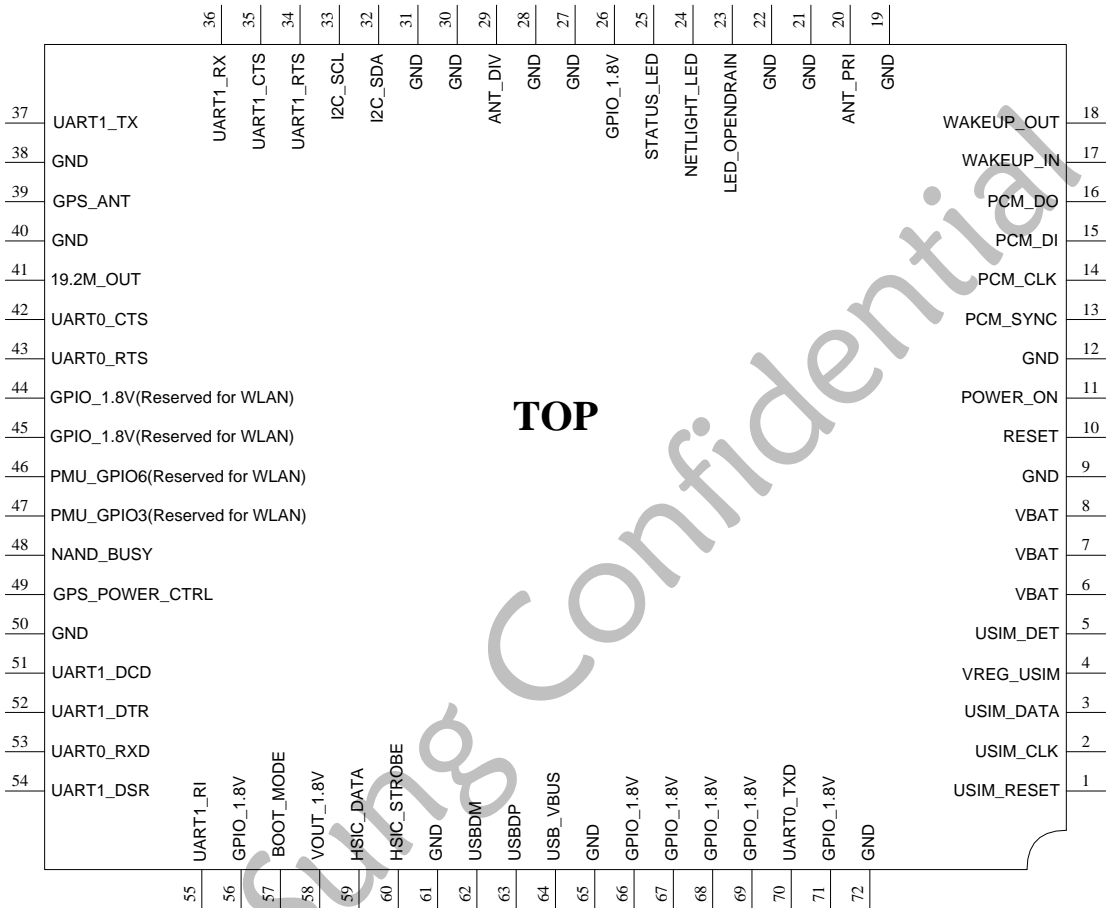 36 35 34 33 32 31 30 29 28 27 26 25 24 23 22 21 20 19
UART1_RX
UART1_CTS
UART1_RTS
I2C_SCL
I2C_SDA
GND
GND
ANT_DIV
GND
GND
GPIO_1.8V
STATUS_LED
NETLIGHT_LED
LED_OPENDRAIN
GND
GND
ANT_PRI
GND
37 UART1_TX
38 GND
39 GPS_ANT
40 GND
41 19.2M_OUT
42 UART0_CTS
43 UART0_RTS
44 GPIO_1.8V(Reserved for WLAN)
45 GPIO_1.8V(Reserved for WLAN)
46 PMU_GPIO6(Reserved for WLAN)
47 PMU_GPIO3(Reserved for WLAN)
48 NAND_BUSY
49 GPS_POWER_CTRL
50 GND
51 UART1_DCD
52 UART1_DTR
53 UART0_RXD
54 UART1_DSR
TOP
WAKEUP_OUT 18
WAKEUP_IN 17
PCM_DO 16
PCM_DI 15
PCM_CLK 14
PCM_SYNC 13
GND 12
POWER_ON 11
RESET 10
GND 9
VBAT 8
VBAT 7
VBAT 6
USIM_DET 5
VREG_USIM 4
USIM_DATA 3
USIM_CLK 2
USIM_RESET 1
UART1_RI
GPIO_1.8V
BOOT_MODE
VOUT_1.8V
HSIC_DATA
HSIC_STROBE
GND
USBDM
USBDP
USB_VBUS
GND
GPIO_1.8V
GPIO_1.8V
GPIO_1.8V
GPIO_1.8V
UART0_TXD
GPIO_1.8V
GND
55 56 57 58 59 60 61 62 63 64 65 66 67 68 69 70 71 72
sung Confidential